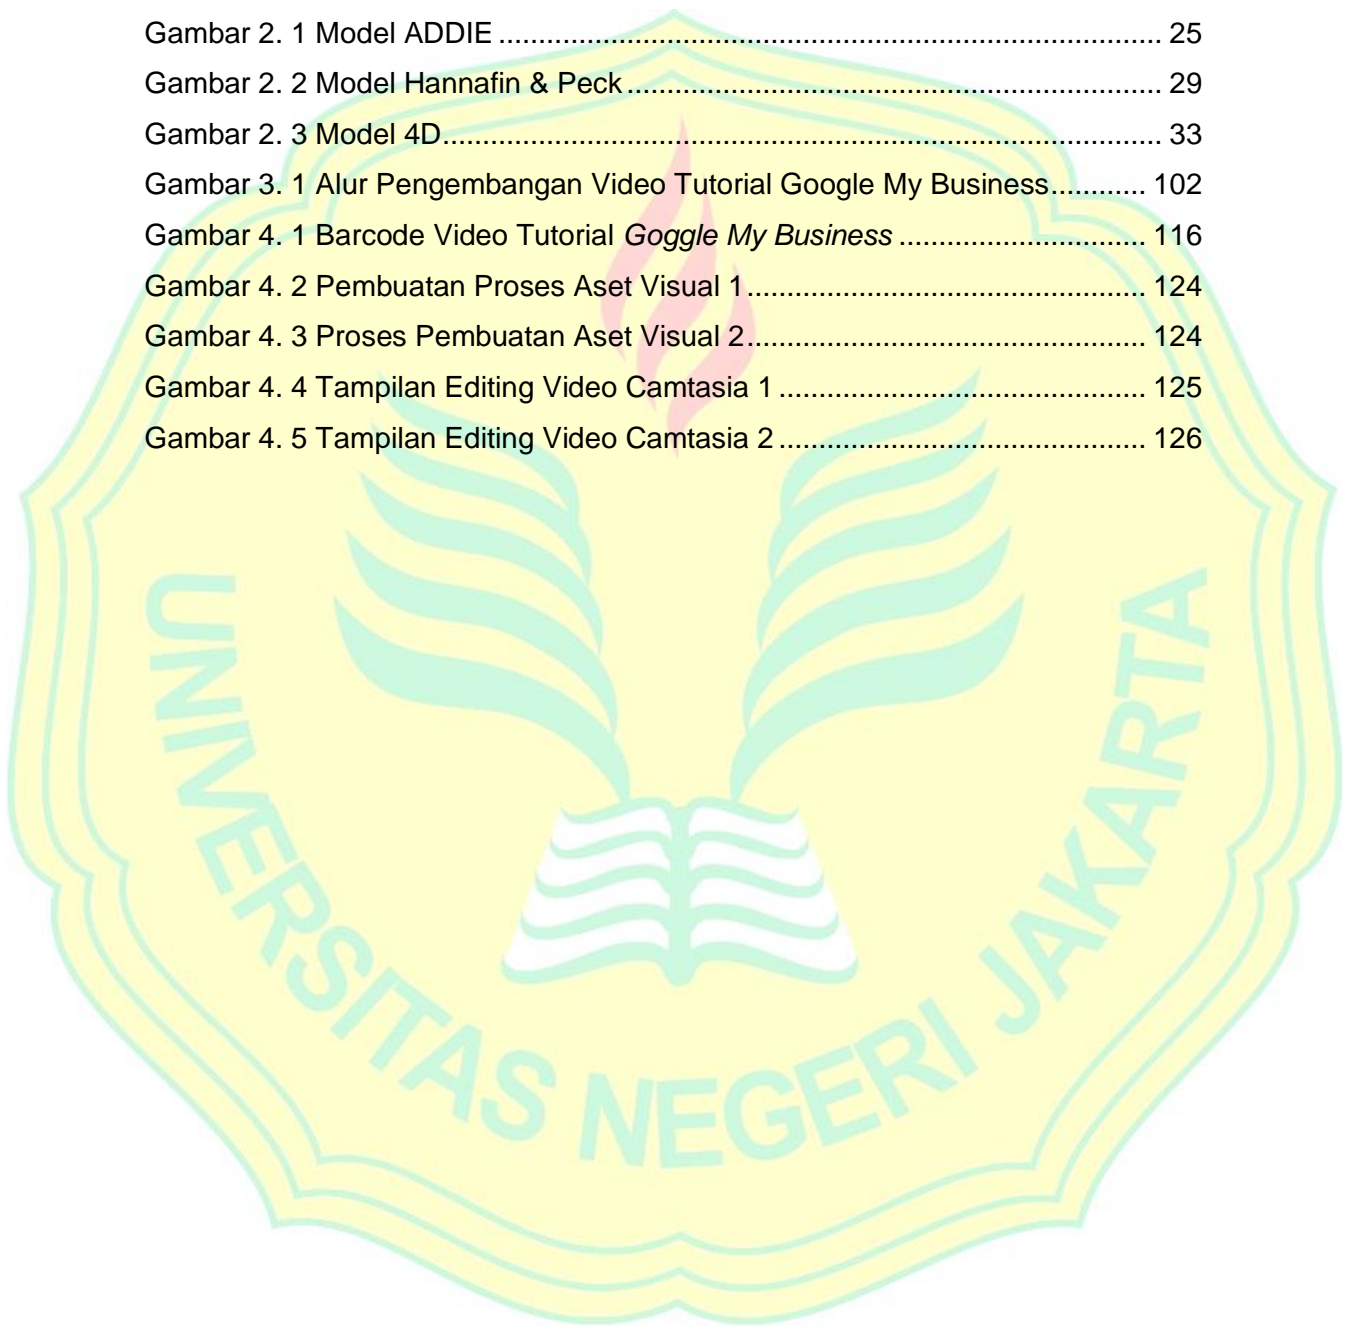 Gambar 2. 1 Model ADDIE .................................................................................... 25
Gambar 2. 2 Model Hannafin & Peck .................................................................... 29
Gambar 2. 3 Model 4D........................................................................................... 33
Gambar 3. 1 Alur Pengembangan Video Tutorial Google My Business............ 102
Gambar 4. 1 Barcode Video Tutorial Goggle My Business ............................... 116
Gambar 4. 2 Pembuatan Proses Aset Visual 1.................................................. 124
Gambar 4. 3 Proses Pembuatan Aset Visual 2.................................................. 124
Gambar 4. 4 Tampilan Editing Video Camtasia 1 .............................................. 125
Gambar 4. 5 Tampilan Editing Video Camtasia 2 .............................................. 126
UNIVERSITAS NEGERI JAKARTA